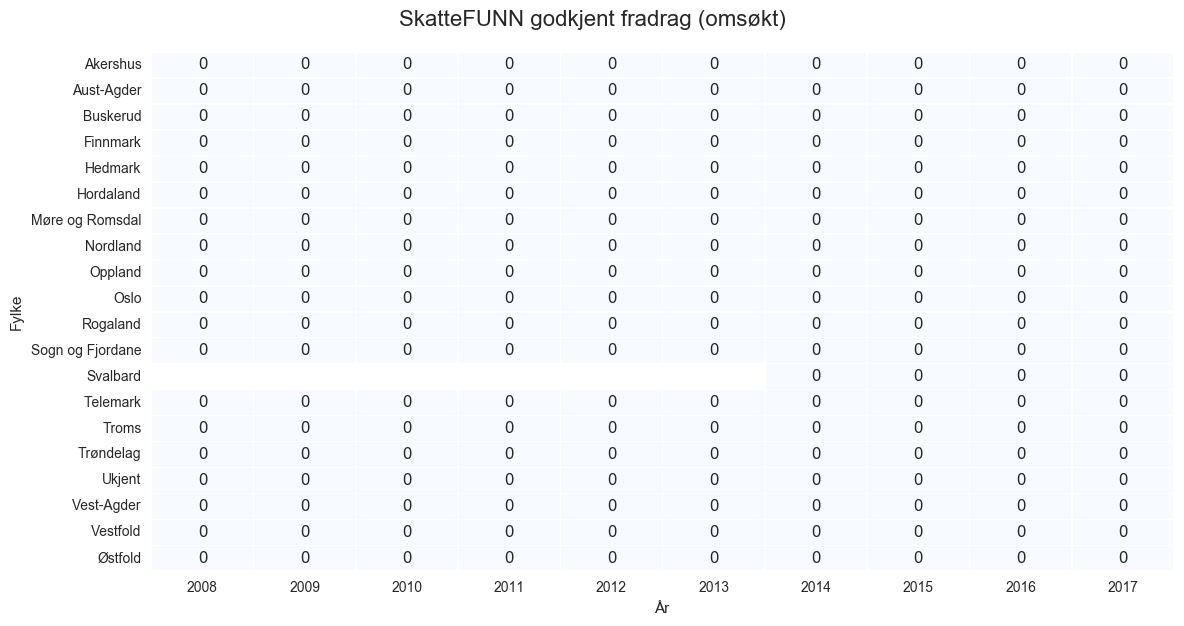 SkatteFUNN godkjent fradrag (omsøkt)
Fylke
Akershus 0 0 0 0 0 0 0 0 0 0
Aust-Agder 0 0 0 0 0 0 0 0 0 0
Buskerud 0 0 0 0 0 0 0 0 0 0
Finnmark 0 0 0 0 0 0 0 0 0 0
Hedmark 0 0 0 0 0 0 0 0 0 0
Hordaland 0 0 0 0 0 0 0 0 0 0
Møre og Romsdal 0 0 0 0 0 0 0 0 0 0
Nordland 0 0 0 0 0 0 0 0 0 0
Oppland 0 0 0 0 0 0 0 0 0 0
Oslo 0 0 0 0 0 0 0 0 0 0
Rogaland 0 0 0 0 0 0 0 0 0 0
Sogn og Fjordane 0 0 0 0 0 0 0 0 0 0
Svalbard 0 0 0 0
Telemark 0 0 0 0 0 0 0 0 0 0
Troms 0 0 0 0 0 0 0 0 0 0
Trøndelag 0 0 0 0 0 0 0 0 0 0
Ukjent 0 0 0 0 0 0 0 0 0 0
Vest-Agder 0 0 0 0 0 0 0 0 0 0
Vestfold 0 0 0 0 0 0 0 0 0 0
Østfold 0 0 0 0 0 0 0 0 0 0
2008 2009 2010 2011 2012 2013 2014 2015 2016 2017
År